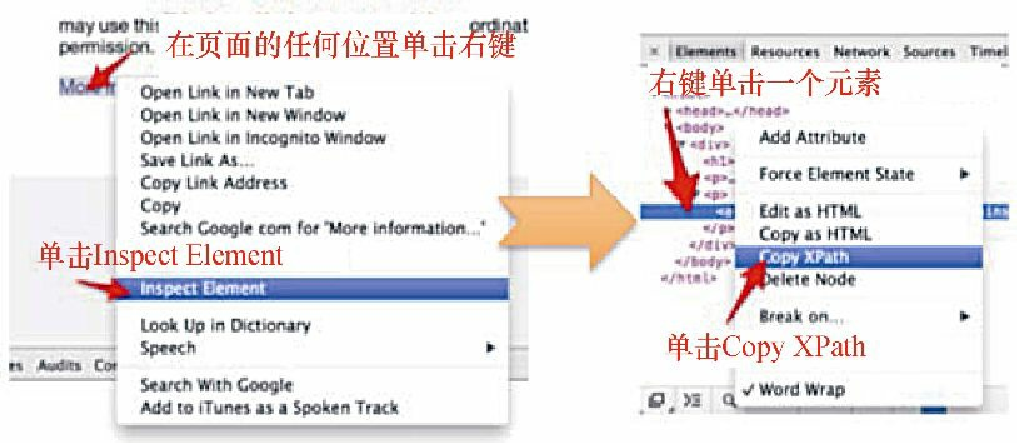 may use this
ordinat
permission.
在页面的任何位置单击右键
Open Link in New Tab
Open Link in New Window
Open Link in Incognito Window
Save Link As...
Copy Link Address
Copy
Search Google com for "More information..."
单击Inspect Element
Inspect Element
Look Up in Dictionary
Speech
es Audits Cor
Search With Google
Add to iTunes as a Spoken Track
× Elements Resources Network Sources Timel
右键单击一个元素
<head>…</head>
<body>
<div>
<h1
<p>…
<p>
<a
</p>
</div>
</body>
</html>
Add Attribute
Force Element State
Edit as HTML
Copy as HTML
Copy XPath
Delete Node
Break on...
单击Copy XPath
✓ Word Wrap